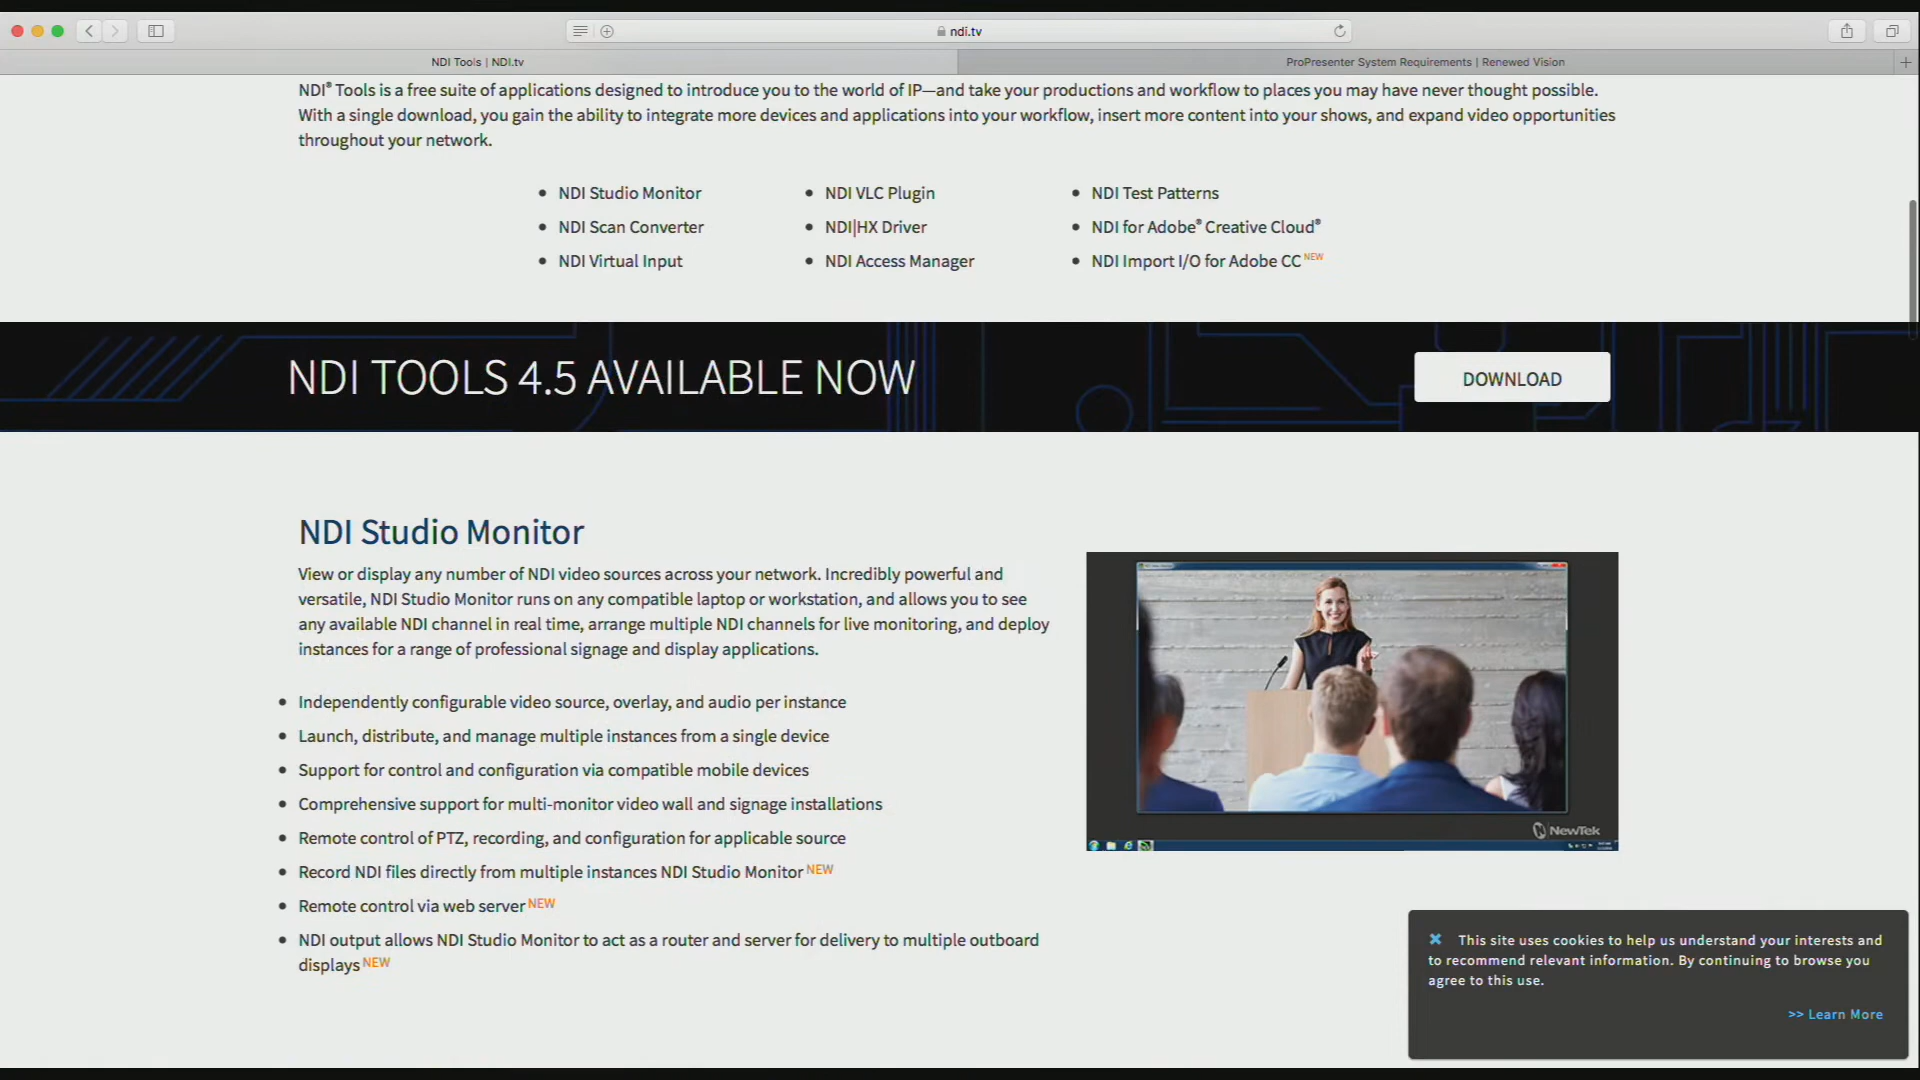 ndi.tv
NDI Tools | NDI.tv
ProPresenter System Requirements | Renewed Vision
NDI® Tools is a free suite of applications designed to introduce you to the world of IP—and take your productions and workflow to places you may have never thought possible.
With a single download, you gain the ability to integrate more devices and applications into your workflow, insert more content into your shows, and expand video opportunities
throughout your network.
• NDI Studio Monitor
• NDI Scan Converter
• NDI Virtual Input
• NDI VLC Plugin
• NDI|HX Driver
• NDI Access Manager
• NDI Test Patterns
• NDI for Adobe® Creative Cloud®
• NDI Import I/O for Adobe CC NEW
NDI TOOLS 4.5 AVAILABLE NOW
DOWNLOAD
NDI Studio Monitor
View or display any number of NDI video sources across your network. Incredibly powerful and
versatile, NDI Studio Monitor runs on any compatible laptop or workstation, and allows you to see
any available NDI channel in real time, arrange multiple NDI channels for live monitoring, and deploy
instances for a range of professional signage and display applications.
• Independently configurable video source, overlay, and audio per instance
• Launch, distribute, and manage multiple instances from a single device
• Support for control and configuration via compatible mobile devices
• Comprehensive support for multi-monitor video wall and signage installations
• Remote control of PTZ, recording, and configuration for applicable source
• Record NDI files directly from multiple instances NDI Studio Monitor NEW
• Remote control via web server NEW
• NDI output allows NDI Studio Monitor to act as a router and server for delivery to multiple outboard
displays NEW
NewTek
This site uses cookies to help us understand your interests and
to recommend relevant information. By continuing to browse you
agree to this use.
>> Learn More